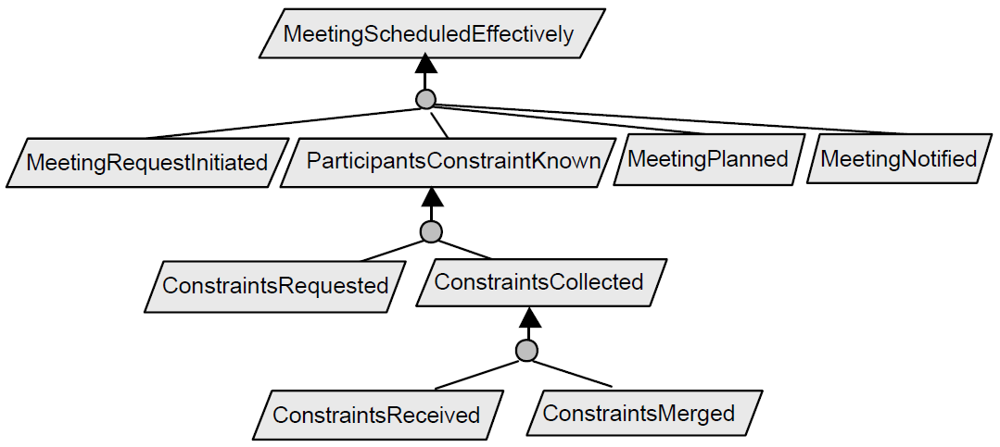 MeetingScheduledEffectively
MeetingRequestInitiated
ParticipantsConstraintKnown
MeetingPlanned
MeetingNotified
ConstraintsRequested
ConstraintsCollected
ConstraintsReceived
ConstraintsMerged